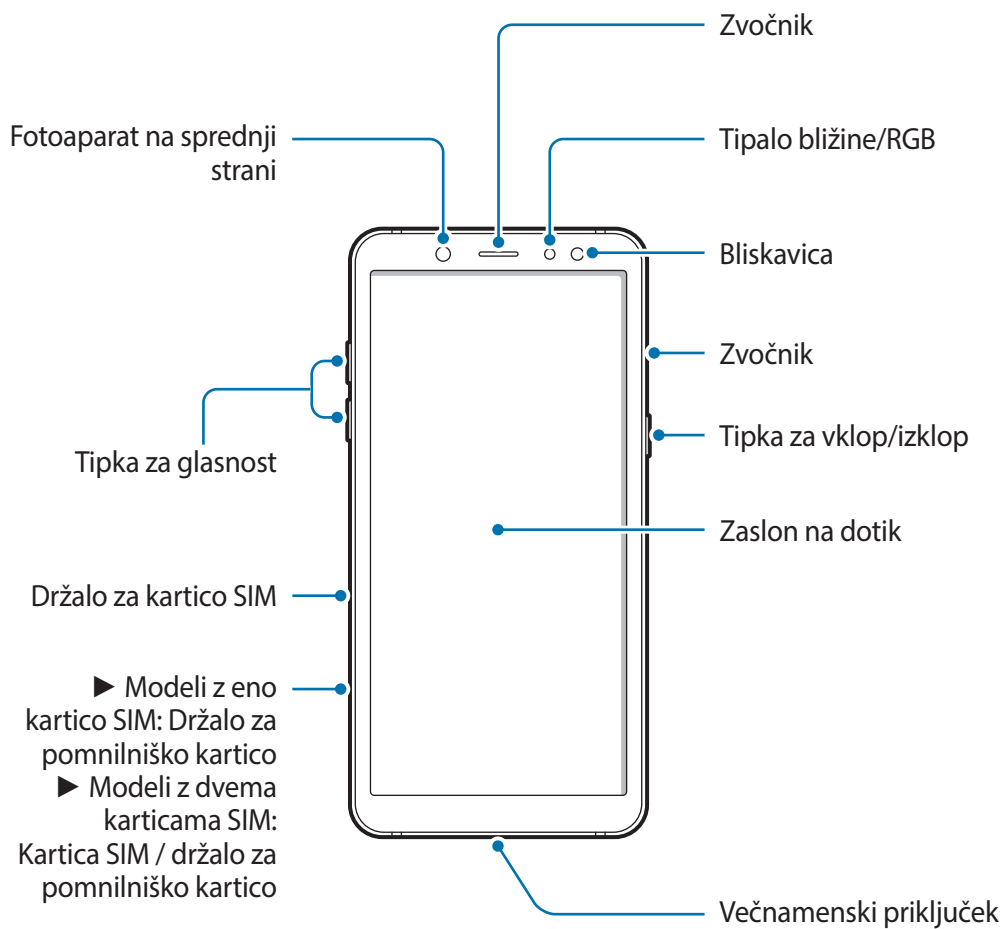 Zvočnik
Fotoaparat na sprednji
strani
Tipalo bližine/RGB
Bliskavica
Zvočnik
Tipka za vklop/izklop
Tipka za glasnost
Zaslon na dotik
Držalo za kartico SIM
► Modeli z eno
kartico SIM: Držalo za
pomnilniško kartico
► Modeli z dvema
karticama SIM:
Kartica SIM / držalo za
pomnilniško kartico
Večnamenski priključek